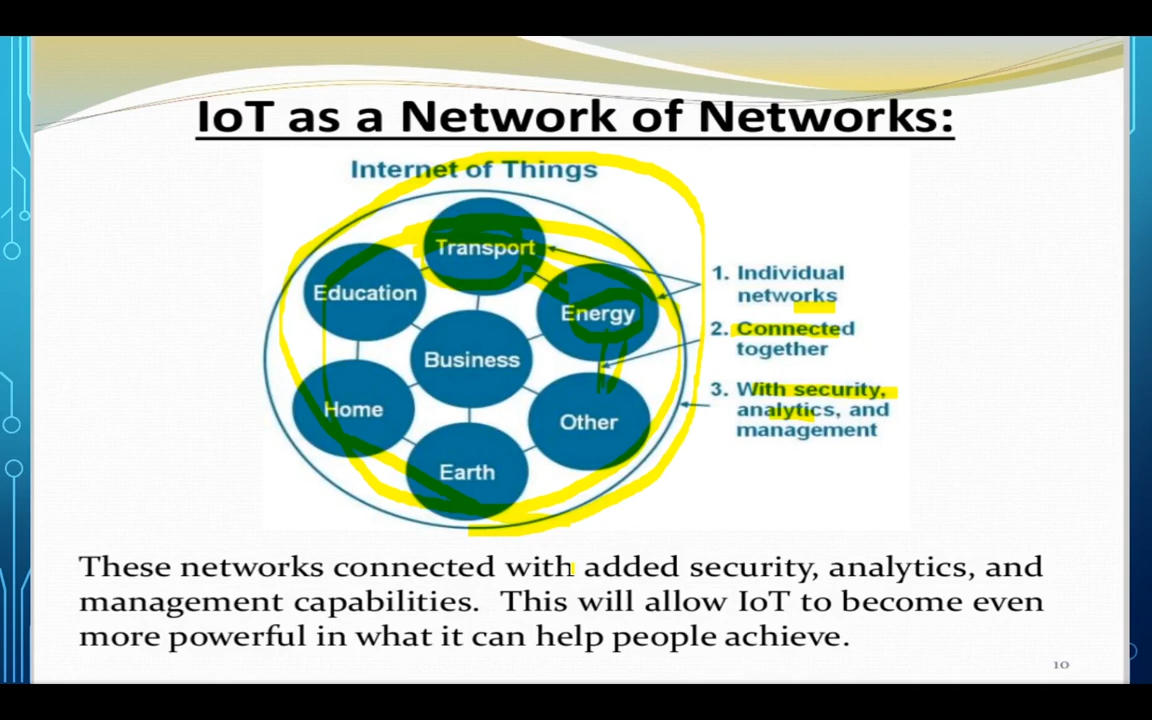 IoT as a Network of Networks:
Internet of Things
Transport
Education
Energy
Business
Home
Other
Earth
1. Individual
networks
2. Connected
together
3. With security,
analytics, and
management
These networks connected with added security, analytics, and
management capabilities. This will allow IoT to become even
more powerful in what it can help people achieve.
10